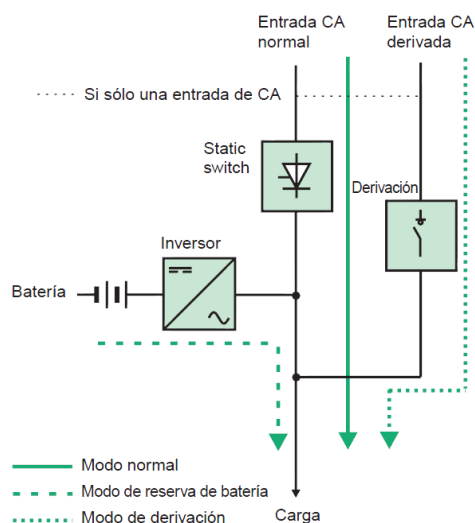 Entrada CA
normal
Entrada CA
derivada
Si sólo una entrada de CA
Static
switch
Derivación
Inversor
Batería
Modo normal
Modo de reserva de batería
Carga
Modo de derivación